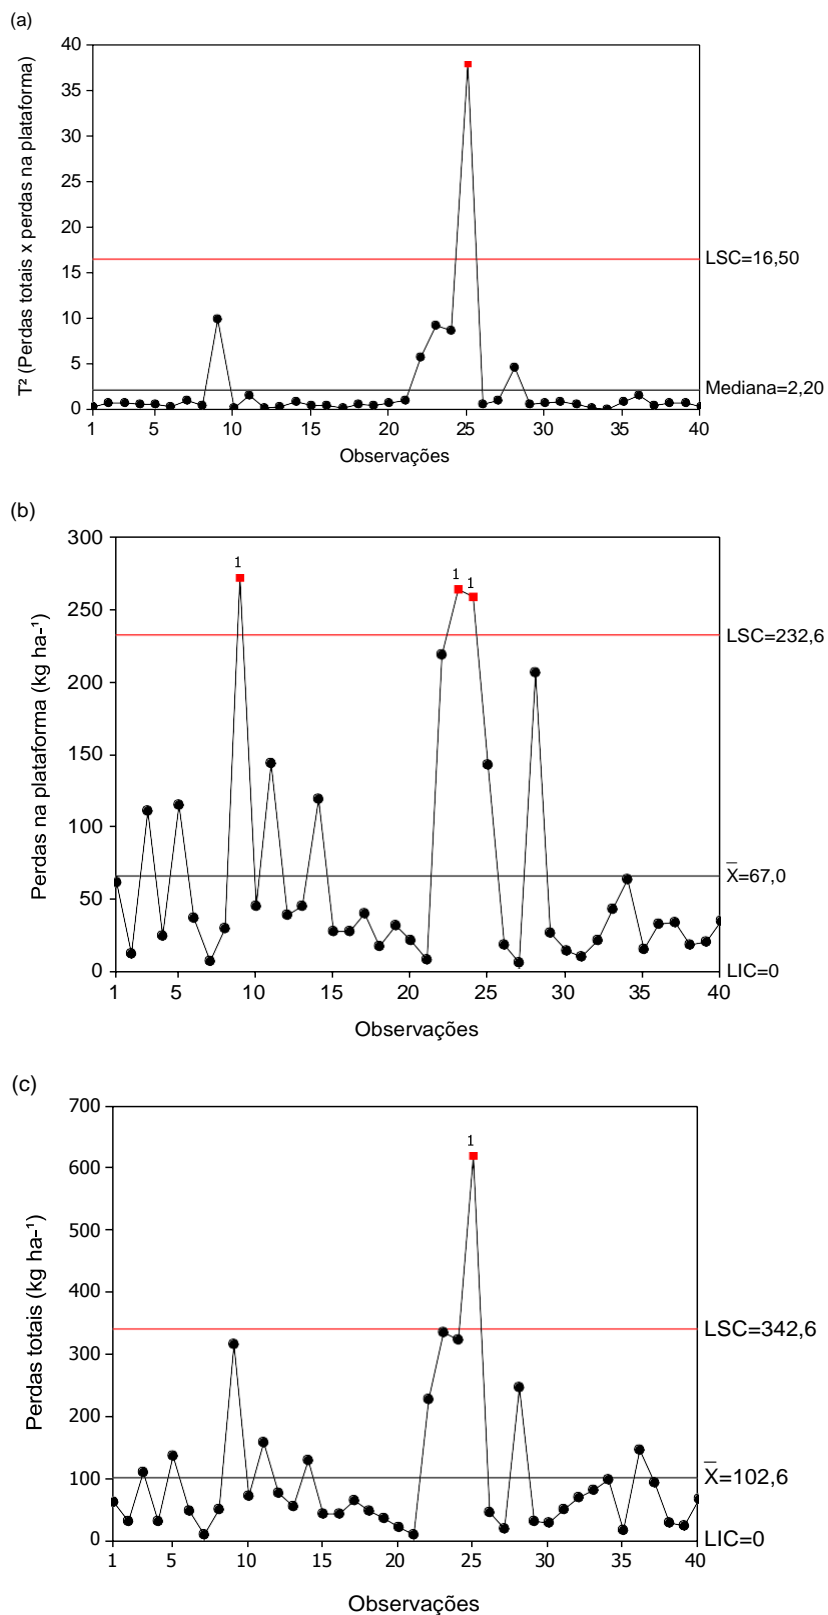 (a)
T² (Perdas totais x perdas na plataforma)
40
35
30
25
20
15
10
5
0
LSC=16,50
Mediana=2,20
1 5 10 15 20 25 30 35 40
Observações
(b)
Perdas na plataforma (kg ha-¹)
300
250
200
150
100
50
0
1
1 1
LSC=232,6
X̅=67,0
LIC=0
1 5 10 15 20 25 30 35 40
Observações
(c)
Perdas totais (kg ha-¹)
700
600
500
400
300
200
100
0
1
LSC=342,6
X̅=102,6
LIC=0
1 5 10 15 20 25 30 35 40
Observações